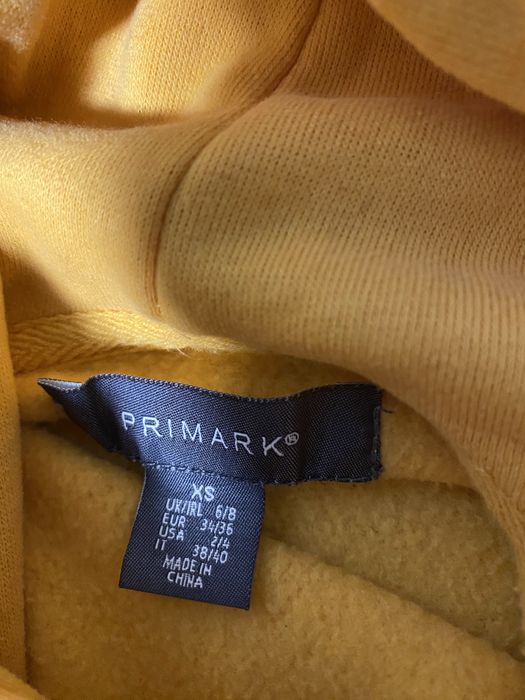 PRIMARK®
XS
UK/IRL 6/8
EUR 34/36
USA 2/4
IT 38/40
MADE IN
CHINA